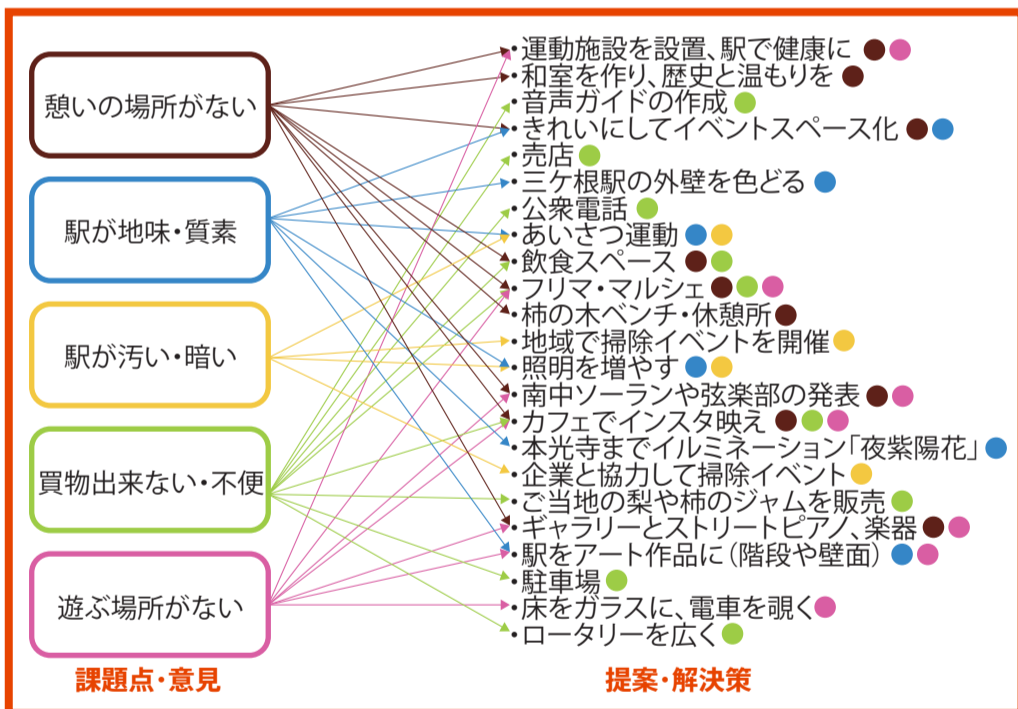 憩いの場所がない
駅が地味・質素
駅が汚い・暗い
買物出来ない・不便
遊ぶ場所がない
課題点・意見
・運動施設を設置、駅で健康に
・和室を作り、歴史と温もりを
・音声ガイドの作成
・きれいにしてイベントスペース化
・売店
・三ケ根駅の外壁を色どる
・公衆電話
・あいさつ運動
・飲食スペース
・フリマ・マルシェ
・柿の木ベンチ・休憩所
・地域で掃除イベントを開催
・照明を増やす
・南中ソーランや弦楽部の発表
・カフェでインスタ映え
・本光寺までイルミネーション「夜紫陽花」
・企業と協力して掃除イベント
・ご当地の梨や柿のジャムを販売
・ギャラリーとストリートピアノ、楽器
・駅をアート作品に（階段や壁面）
・駐車場
・床をガラスに、電車を覗く
・ロータリーを広く
提案・解決策